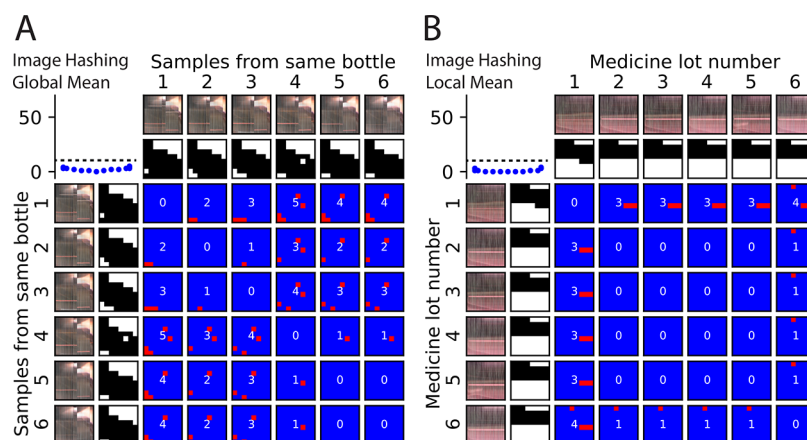 A
Image Hashing
Global Mean
Samples from same bottle
1 2 3 4 5 6
50
0
Samples from same bottle
1 0 2 3 5 4 4
2 2 0 1 3 2 2
3 3 1 0 4 3 3
4 5 3 4 0 1 1
5 4 2 3 1 0 0
6 4 2 3 1 0 0
B
Image Hashing
Local Mean
Medicine lot number
1 2 3 4 5 6
50
0
Medicine lot number
1 0 3 3 3 3 4
2 3 0 0 0 0 1
3 3 0 0 0 0 1
4 3 0 0 0 0 1
5 3 0 0 0 0 1
6 4 1 1 1 1 0